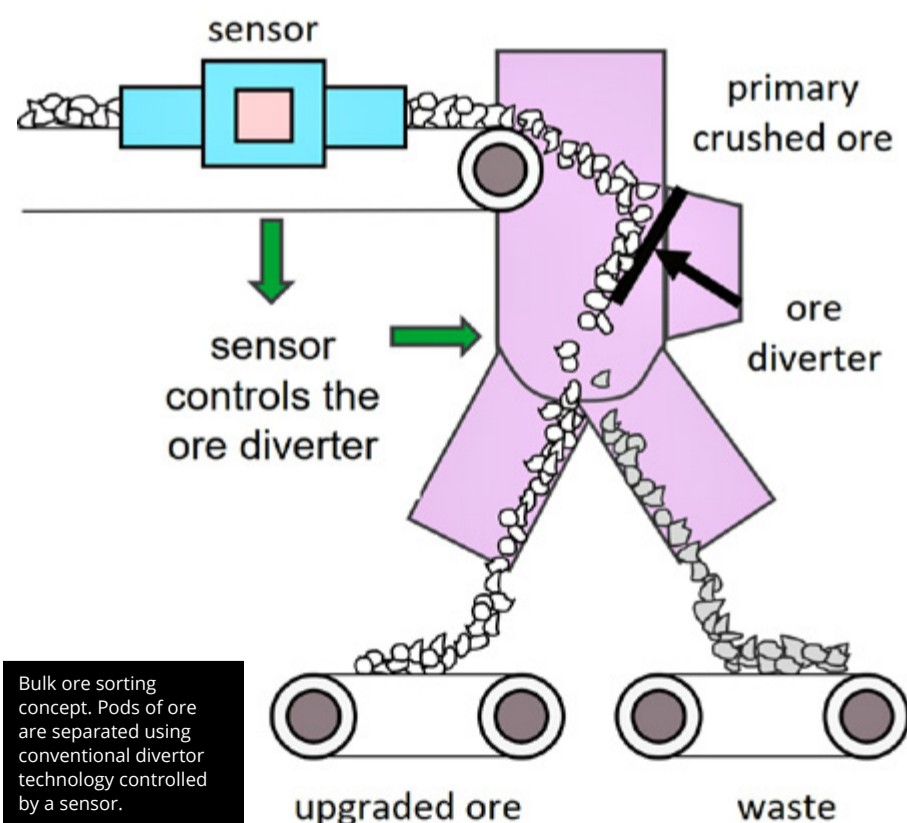 sensor
primary
crushed ore
ore
diverter
sensor
controls the
ore diverter
Bulk ore sorting
concept. Pods of ore
are separated using
conventional divertor
technology controlled
by a sensor.
upgraded ore
waste